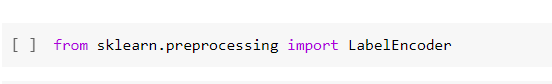 [ ] from sklearn.preprocessing import LabelEncoder